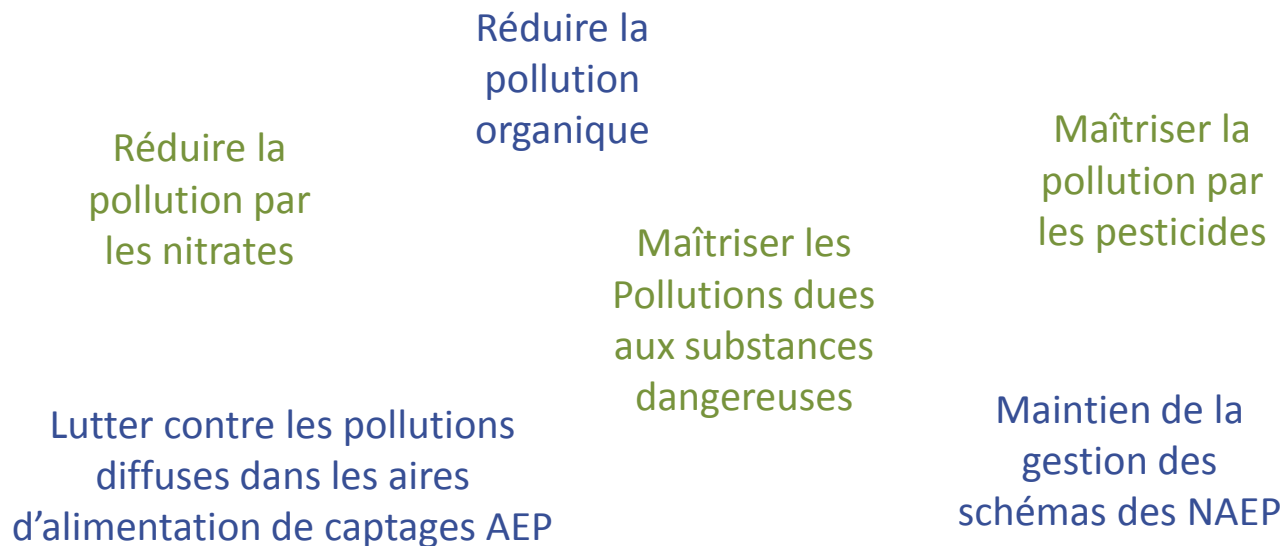 Réduire la
pollution
organique
Réduire la
pollution par
les nitrates
Maîtriser la
pollution par
les pesticides
Maîtriser les
Pollutions dues
aux substances
dangereuses
Lutter contre les pollutions
diffuses dans les aires
d’alimentation de captages AEP
Maintien de la
gestion des
schémas des NAEP